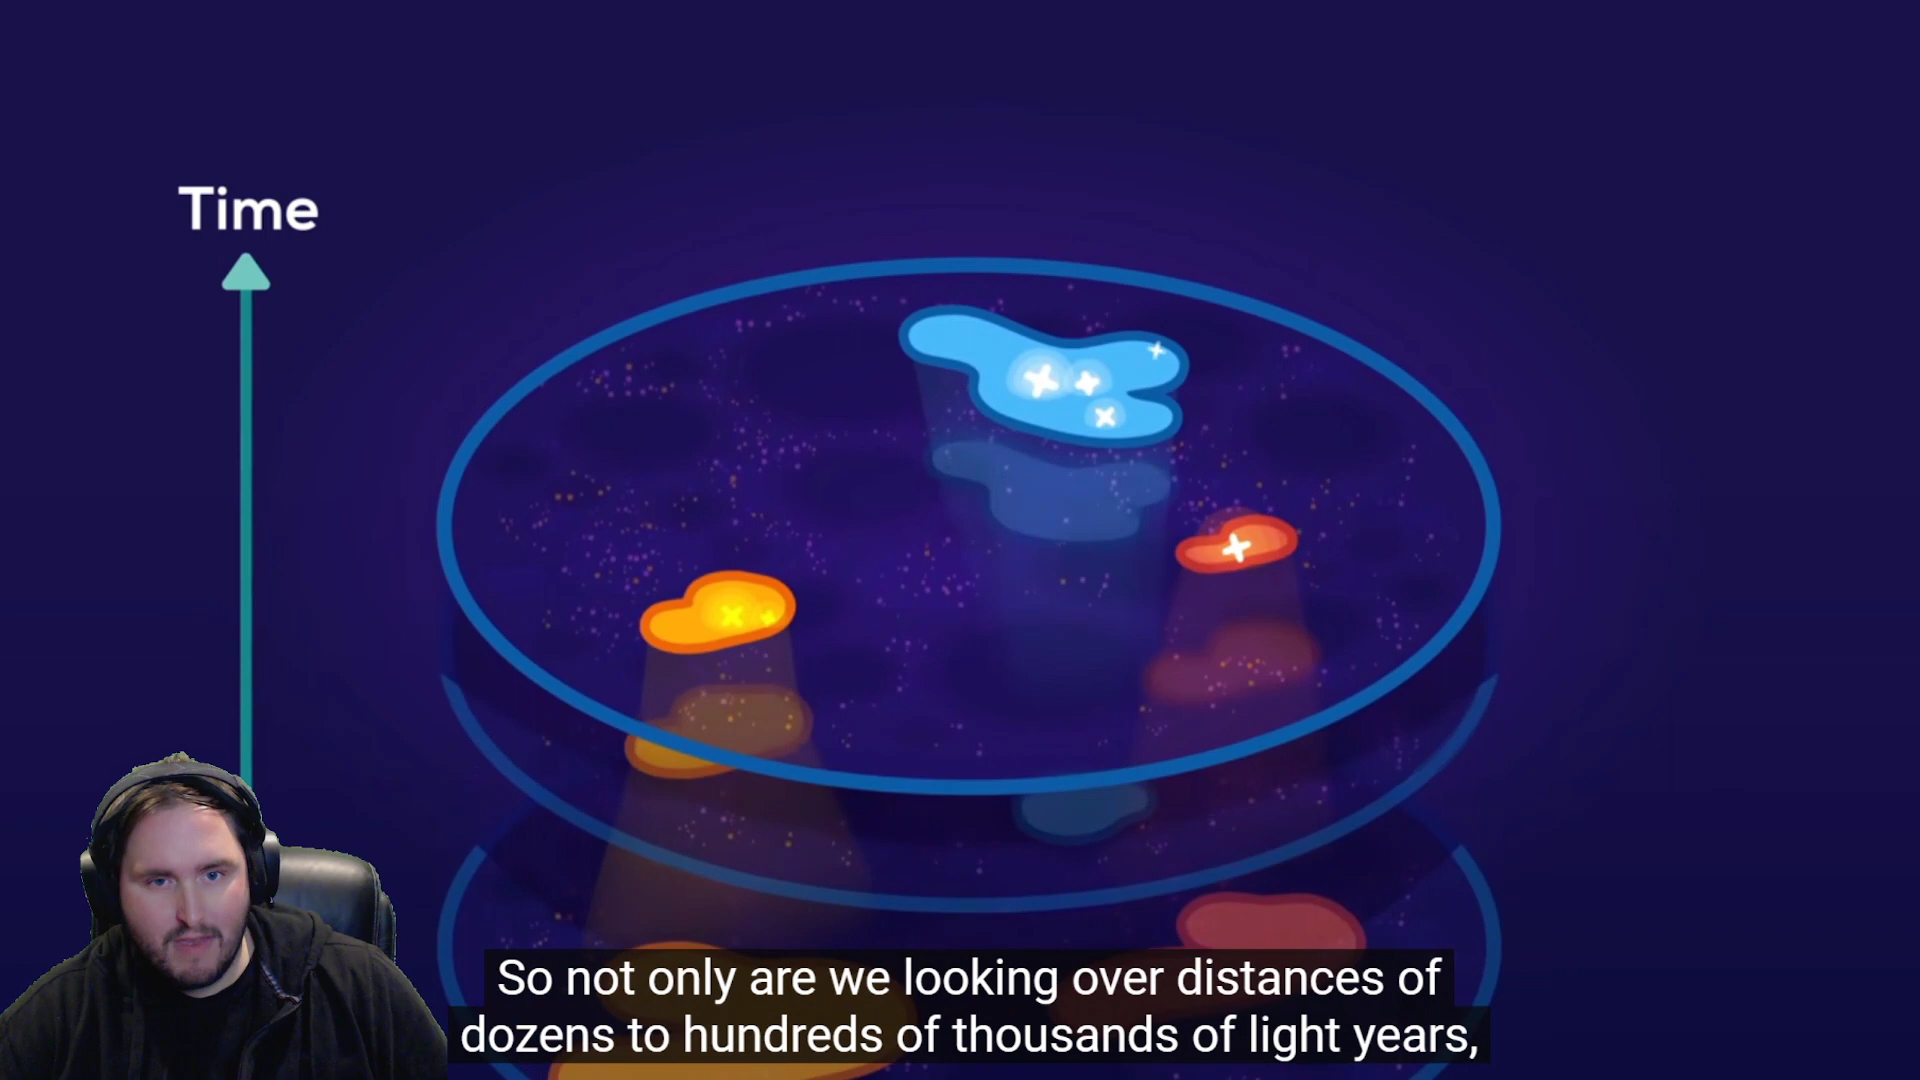 Time
So not only are we looking over distances of
dozens to hundreds of thousands of light years,